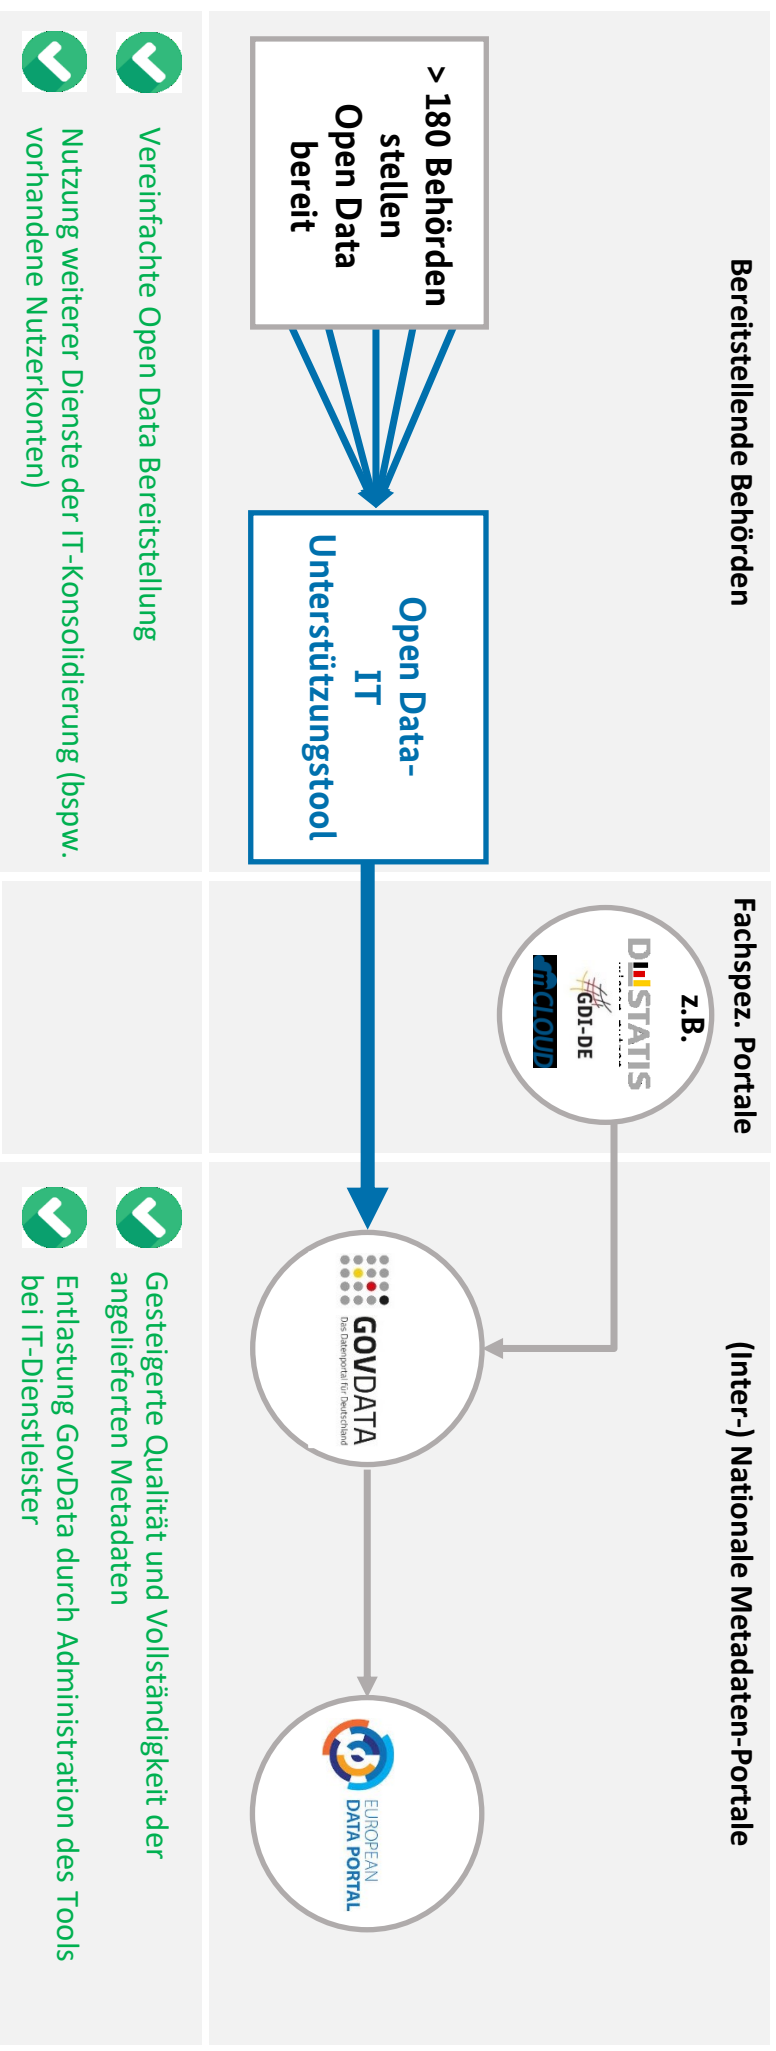 Bereitstellende Behörden
Fachspez. Portale
(Inter-) Nationale Metadaten-Portale
> 180 Behörden
stellen
Open Data
bereit
Open Data-
IT
Unterstützungstool
z.B.
DESTATIS
GDI-DE
mCLOUD
GOVDATA
Das Datenportal für Deutschland
EUROPEAN
DATA PORTAL
Vereinfachte Open Data Bereitstellung
Nutzung weiterer Dienste der IT-Konsolidierung (bspw.
vorhandene Nutzerkonten)
Gesteigerte Qualität und Vollständigkeit der
angelieferten Metadaten
Entlastung GovData durch Administration des Tools
bei IT-Dienstleister